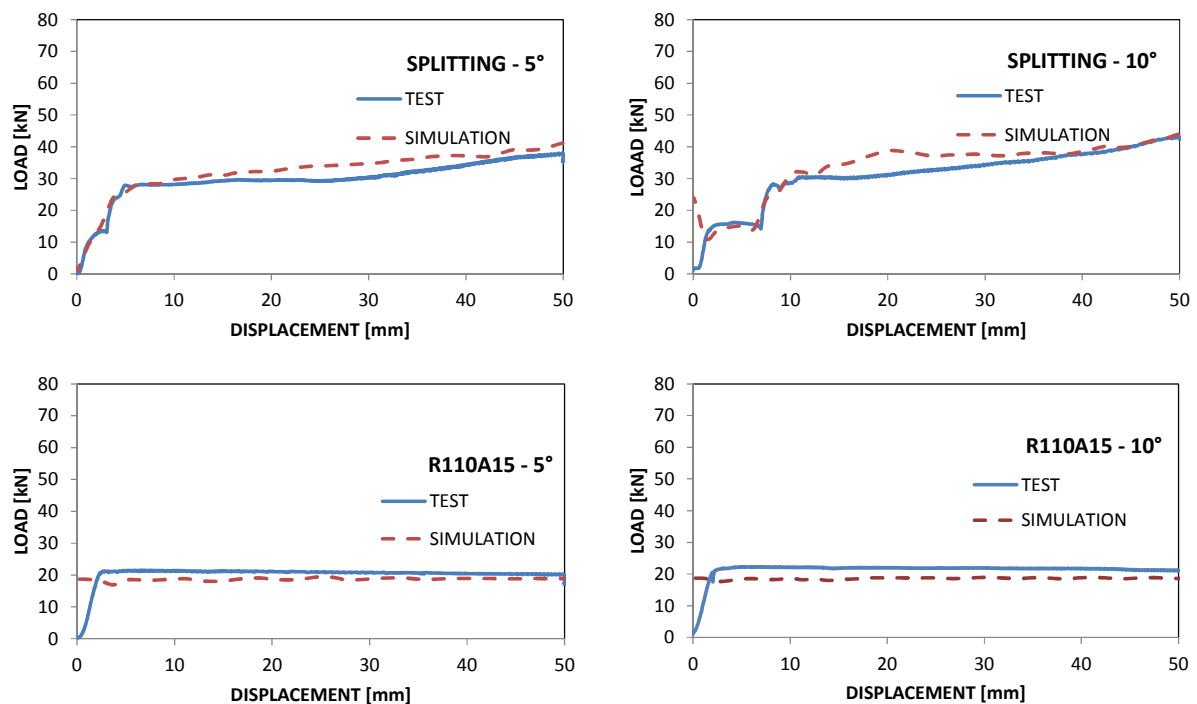 80
70
60
50
40
30
20
10
0
LOAD [kN]
SPLITTING - 5°
TEST
SIMULATION
0 10 20 30 40 50
DISPLACEMENT [mm]
80
70
60
50
40
30
20
10
0
LOAD [kN]
SPLITTING - 10°
TEST
SIMULATION
0 10 20 30 40 50
DISPLACEMENT [mm]
80
70
60
50
40
30
20
10
0
LOAD [kN]
R110A15 - 5°
TEST
SIMULATION
0 10 20 30 40 50
DISPLACEMENT [mm]
80
70
60
50
40
30
20
10
0
LOAD [kN]
R110A15 - 10°
TEST
SIMULATION
0 10 20 30 40 50
DISPLACEMENT [mm]